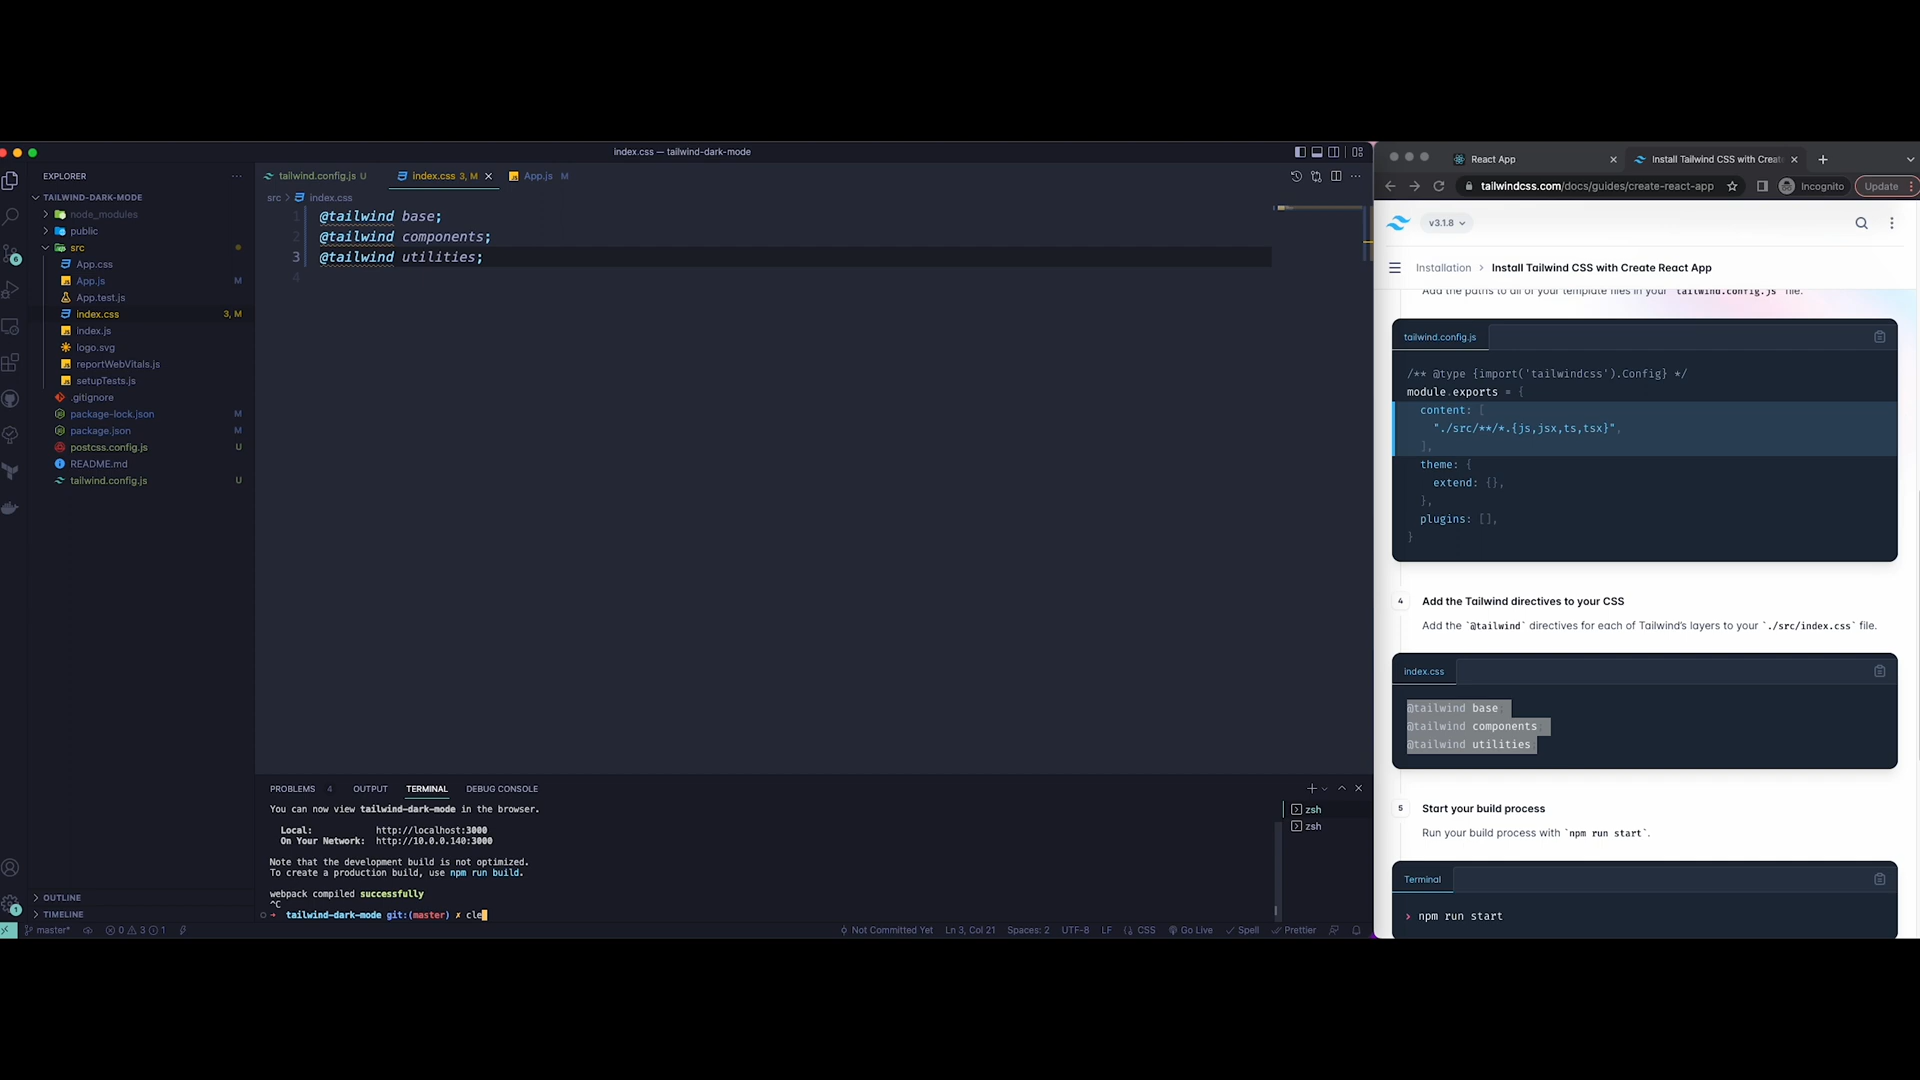 index.css — tailwind-dark-mode
EXPLORER
TAILWIND-DARK-MODE
node_modules
public
src
App.css
App.js M
App.test.js
index.css 3, M
index.js
logo.svg
reportWebVitals.js
setupTests.js
.gitignore
package-lock.json M
package.json M
postcss.config.js U
README.md
tailwind.config.js U
OUTLINE
TIMELINE
6
1
tailwind.config.js U
index.css 3, M
App.js M
src > index.css
1 @tailwind base;
2 @tailwind components;
3 @tailwind utilities;
4
PROBLEMS 4 OUTPUT TERMINAL DEBUG CONSOLE
You can now view tailwind-dark-mode in the browser.
Local: http://localhost:3000
On Your Network: http://10.0.0.140:3000
Note that the development build is not optimized.
To create a production build, use npm run build.
webpack compiled successfully
^C
→ tailwind-dark-mode git:(master) ✗ cle
zsh
zsh
master* 0 3 1
Not Committed Yet Ln 3, Col 21 Spaces: 2 UTF-8 LF CSS Go Live Spell Prettier
React App
Install Tailwind CSS with Create
tailwindcss.com/docs/guides/create-react-app
Incognito
Update
v3.1.8
Installation > Install Tailwind CSS with Create React App
Add the paths to all of your template files in your `tailwind.config.js` file.
tailwind.config.js
/** @type {import('tailwindcss').Config} */
module.exports = {
content: [
"./src/**/*.{js,jsx,ts,tsx}",
],
theme: {
extend: {},
},
plugins: [],
}
4 Add the Tailwind directives to your CSS
Add the `@tailwind` directives for each of Tailwind's layers to your `./src/index.css` file.
index.css
@tailwind base;
@tailwind components;
@tailwind utilities
5 Start your build process
Run your build process with `npm run start`.
Terminal
> npm run start